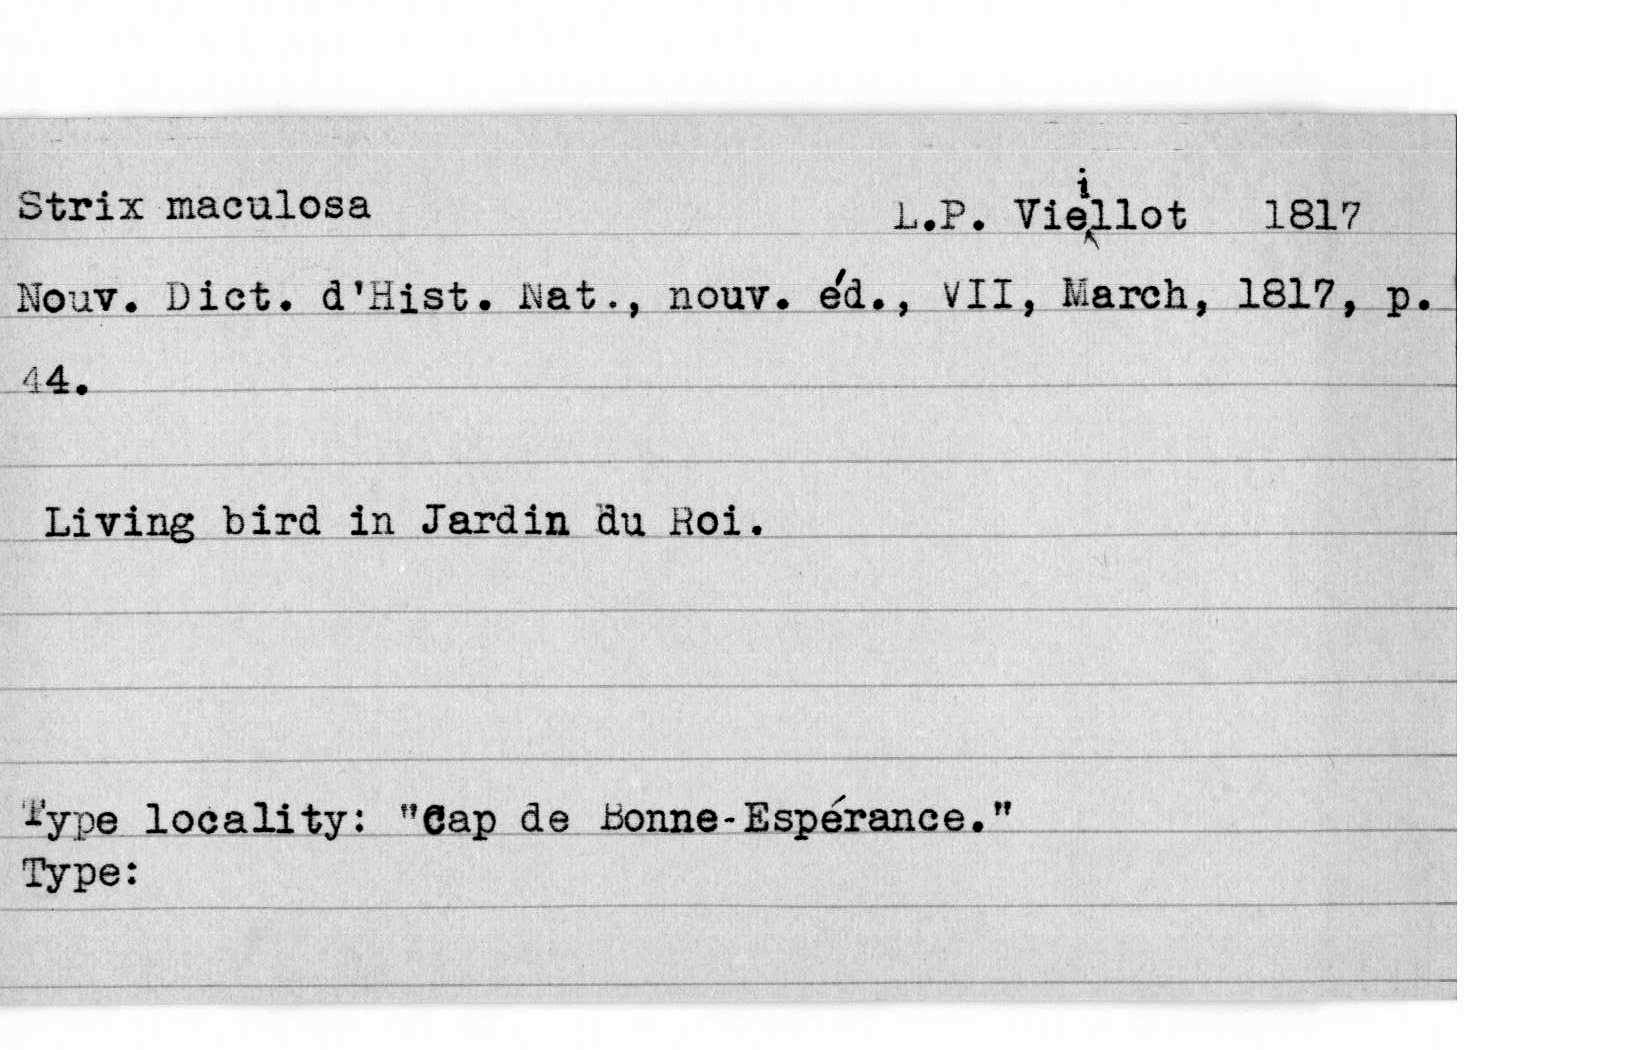 Strix maculosa L.P. Vieillot 1817
Nouv. Dict. d'Hist. Nat., nouv. éd., VII, March, 1817, p.
44.
Living bird in Jardin du Roi.
Type locality: "Cap de Bonne-Espérance."
Type: